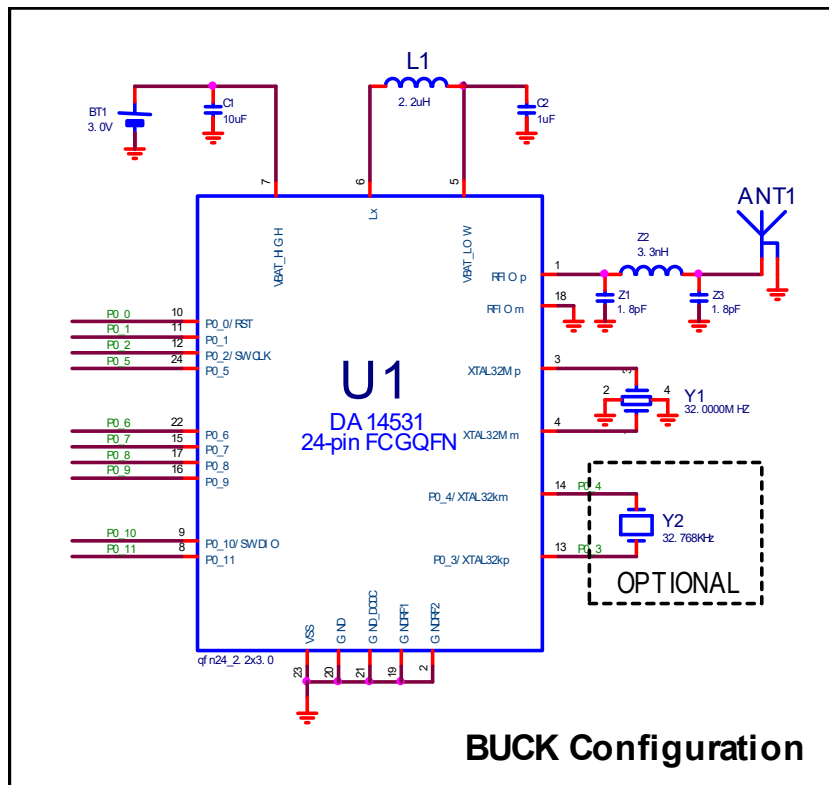 L1
2.2uH
C1
10uF
C2
1uF
BT1
3.0V
7
6
5
VBAT_HIGH
Lx
VBAT_LOW
ANT1
Z2
3.3nH
1
RFIOp
Z1
1.8pF
Z3
1.8pF
18
RFIOm
P0_0
10
P0_0/RST
P0_1
11
P0_1
P0_2
12
P0_2/SWCLK
P0_5
24
P0_5
U1
DA14531
24-pin FCGQFN
3
XTAL32Mp
3
2
4
Y1
32.0000MHZ
1
4
XTAL32Mm
P0_6
22
P0_6
P0_7
15
P0_7
P0_8
17
P0_8
P0_9
16
P0_9
14
P0_4
P0_4/XTAL32km
Y2
32.768KHz
13
P0_3
P0_3/XTAL32kp
OPTIONAL
P0_10
9
P0_10/SWDIO
P0_11
8
P0_11
VSS
GND
GND_DCDC
GNDRF1
GNDRF2
qfn24_2.2x3.0
23
20
21
19
2
BUCK Configuration